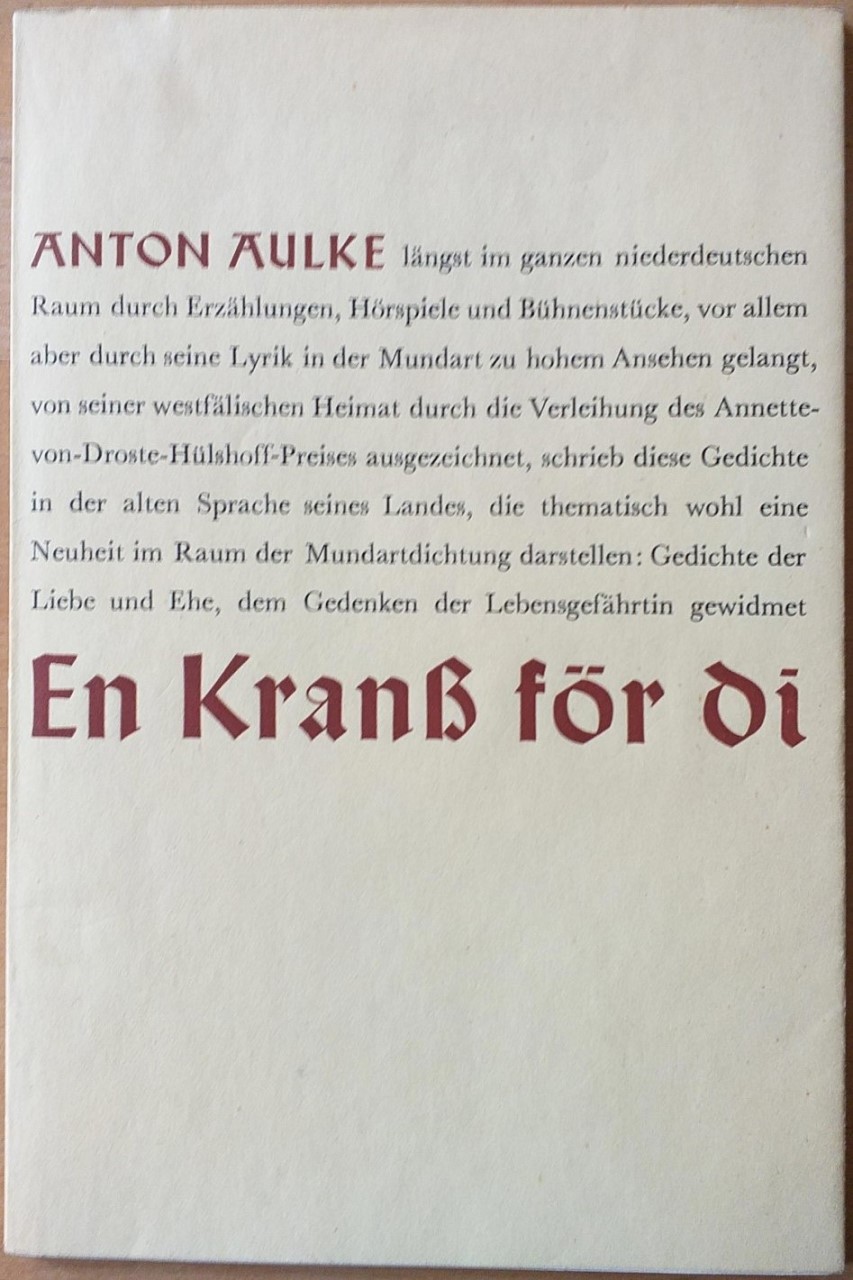 ANTON AULKE längst im ganzen niederdeutschen
Raum durch Erzählungen, Hörspiele und Bühnenstücke, vor allem
aber durch seine Lyrik in der Mundart zu hohem Ansehen gelangt,
von seiner westfälischen Heimat durch die Verleihung des Annette-
von-Droste-Hülshoff-Preises ausgezeichnet, schrieb diese Gedichte
in der alten Sprache seines Landes, die thematisch wohl eine
Neuheit im Raum der Mundartdichtung darstellen: Gedichte der
Liebe und Ehe, dem Gedenken der Lebensgefährtin gewidmet
En Kranß för di